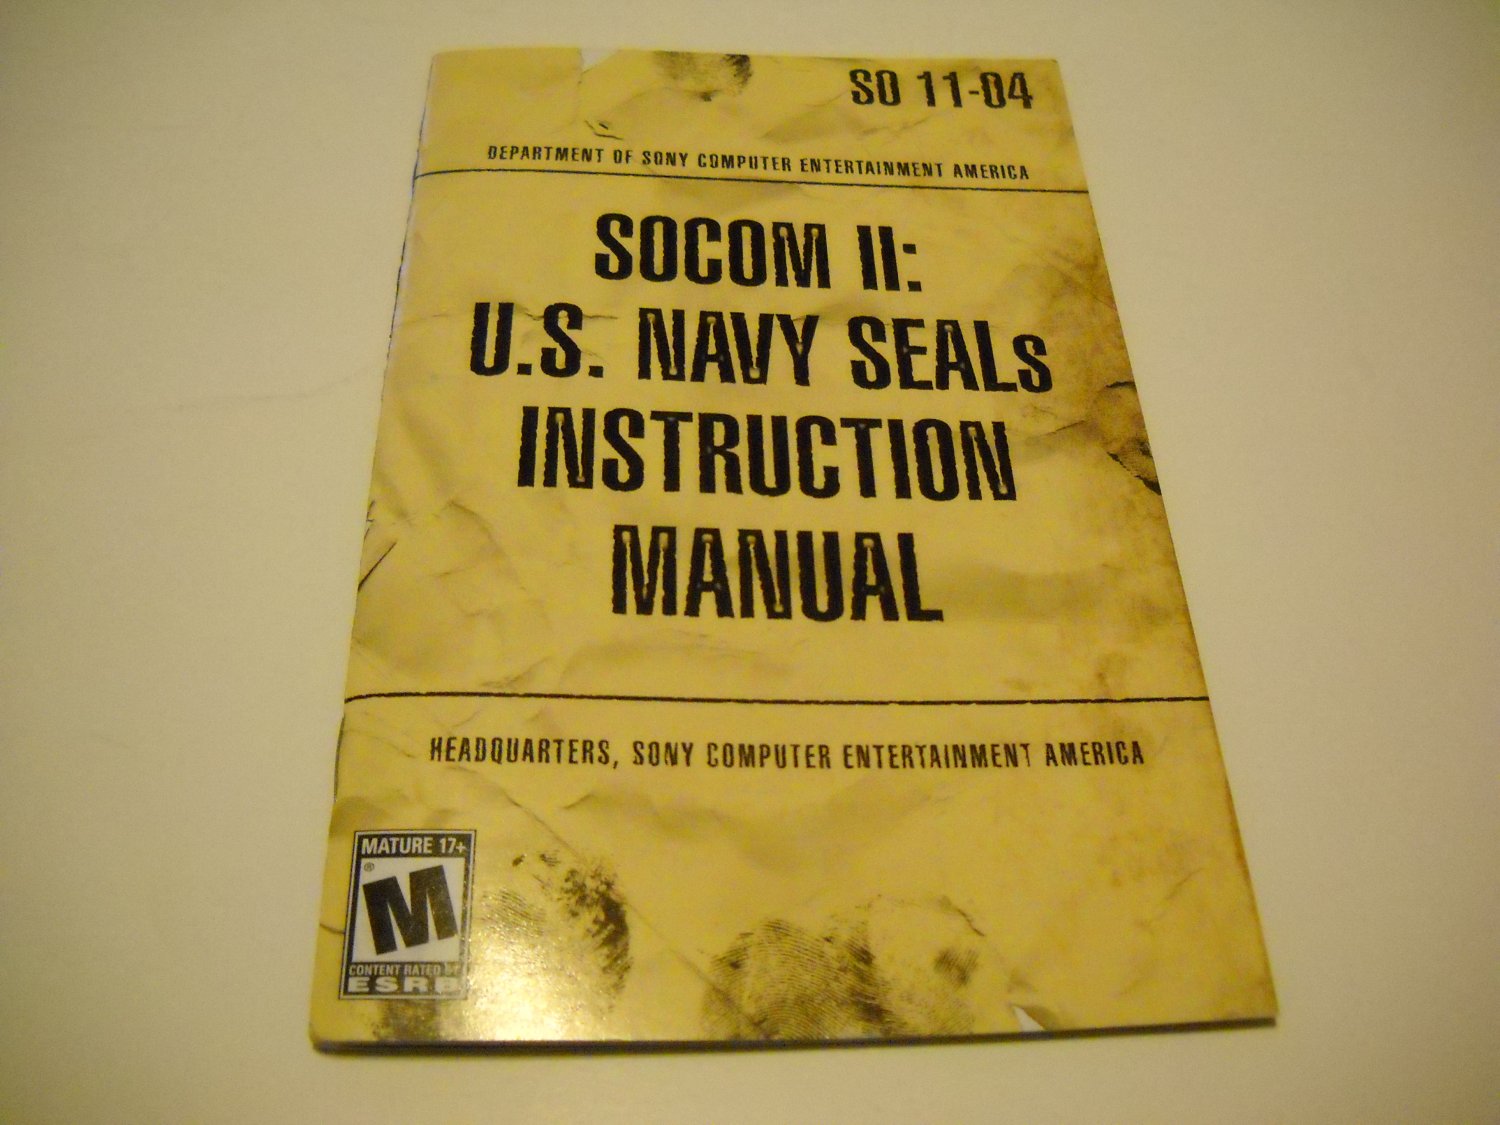 SO 11-04
DEPARTMENT OF SONY COMPUTER ENTERTAINMENT AMERICA
SOCOM II:
U.S. NAVY SEALs
INSTRUCTION
MANUAL
HEADQUARTERS, SONY COMPUTER ENTERTAINMENT AMERICA
MATURE 17+
M
®
CONTENT RATED BY
ESRB